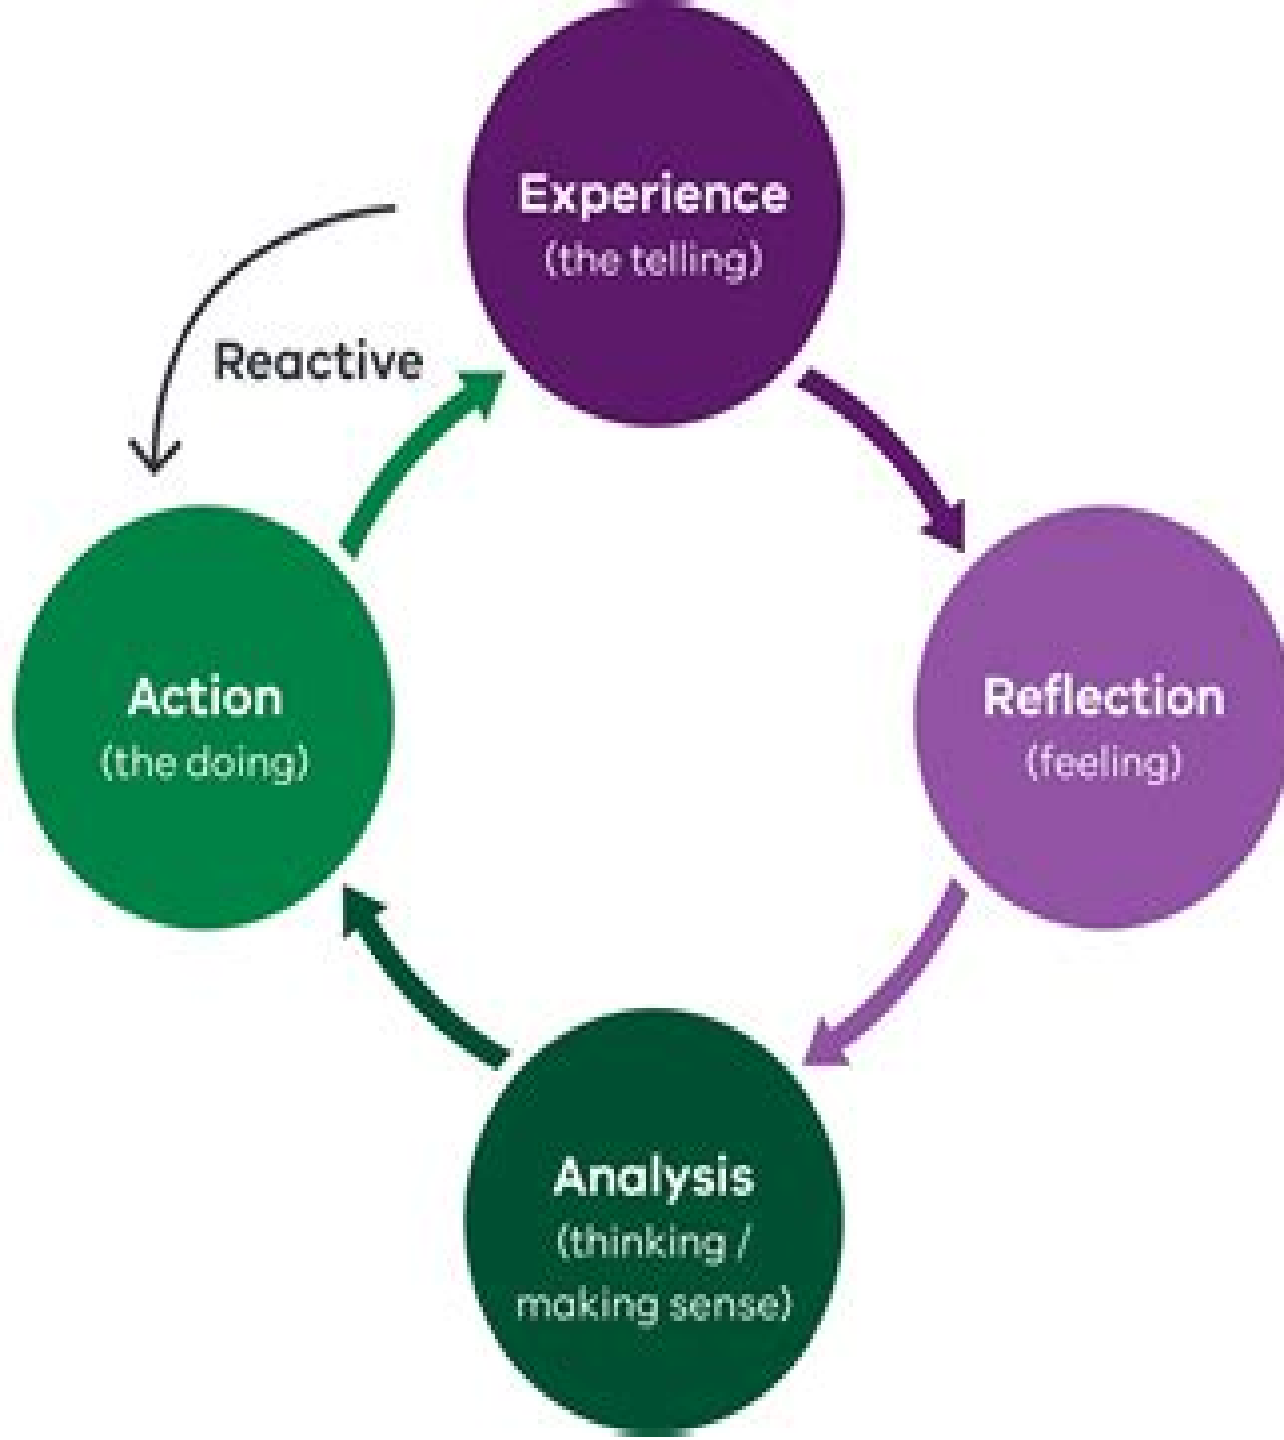 Experience
(the telling)
Reactive
Action
(the doing)
Reflection
(feeling)
Analysis
(thinking /
making sense)